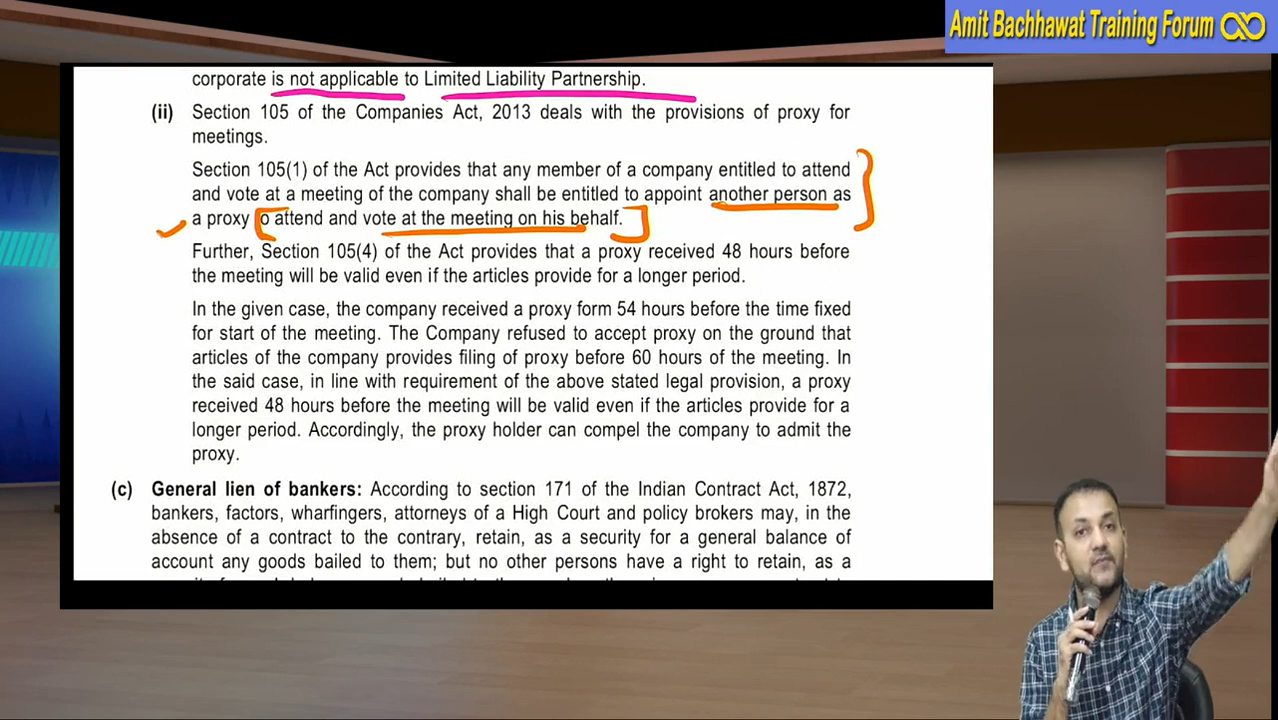 Amit Bachhawat Training Forum
corporate is not applicable to Limited Liability Partnership.
(ii) Section 105 of the Companies Act, 2013 deals with the provisions of proxy for
meetings.
Section 105(1) of the Act provides that any member of a company entitled to attend
and vote at a meeting of the company shall be entitled to appoint another person as
a proxy o attend and vote at the meeting on his behalf.
Further, Section 105(4) of the Act provides that a proxy received 48 hours before
the meeting will be valid even if the articles provide for a longer period.
In the given case, the company received a proxy form 54 hours before the time fixed
for start of the meeting. The Company refused to accept proxy on the ground that
articles of the company provides filing of proxy before 60 hours of the meeting. In
the said case, in line with requirement of the above stated legal provision, a proxy
received 48 hours before the meeting will be valid even if the articles provide for a
longer period. Accordingly, the proxy holder can compel the company to admit the
proxy.
(c) General lien of bankers: According to section 171 of the Indian Contract Act, 1872,
bankers, factors, wharfingers, attorneys of a High Court and policy brokers may, in the
absence of a contract to the contrary, retain, as a security for a general balance of
account any goods bailed to them; but no other persons have a right to retain, as a